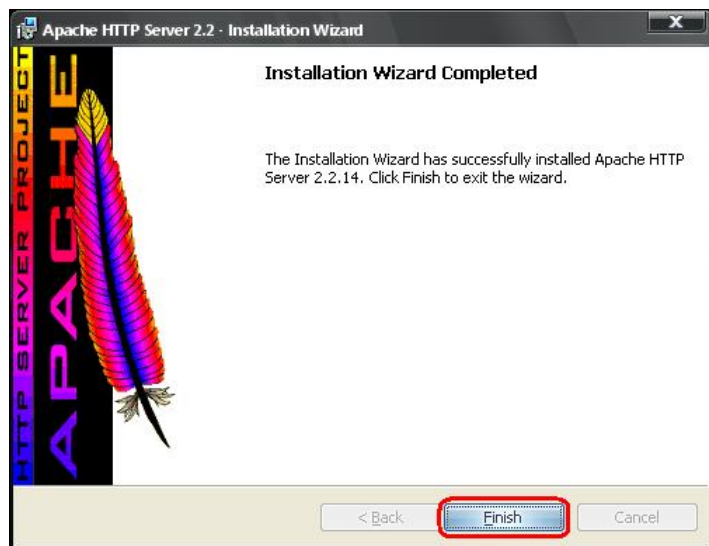 Apache HTTP Server 2.2 - Installation Wizard
x
HTTP SERVER PROJECT
APACHE
Installation Wizard Completed
The Installation Wizard has successfully installed Apache HTTP
Server 2.2.14. Click Finish to exit the wizard.
< Back
Finish
Cancel